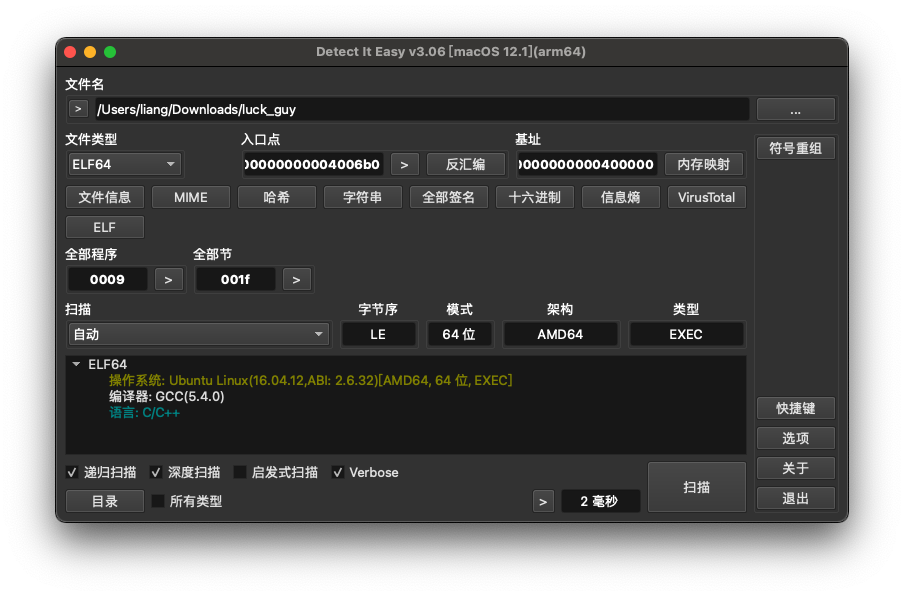 Detect It Easy v3.06 [macOS 12.1](arm64)
文件名
> /Users/liang/Downloads/luck_guy ...
文件类型 入口点 基址
ELF64 00000000004006b0 > 反汇编 000000000400000 内存映射 符号重组
文件信息 MIME 哈希 字符串 全部签名 十六进制 信息熵 VirusTotal
ELF
全部程序 全部节
0009 > 001f >
扫描 字节序 模式 架构 类型
自动 LE 64 位 AMD64 EXEC
ELF64
操作系统: Ubuntu Linux(16.04.12,ABI: 2.6.32)[AMD64, 64 位, EXEC]
编译器: GCC(5.4.0)
语言: C/C++
快捷键
选项
递归扫描 深度扫描 启发式扫描 Verbose 扫描 关于
目录 所有类型 > 2 毫秒 退出